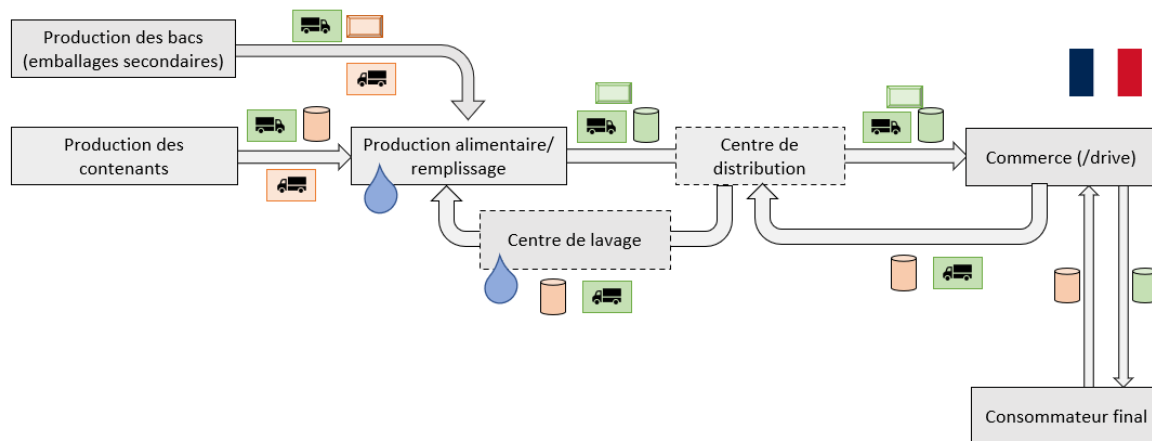 Production des bacs
(emballages secondaires)
Production des
contenants
Production alimentaire/
remplissage
Centre de
distribution
Commerce (/drive)
Centre de lavage
Consommateur final